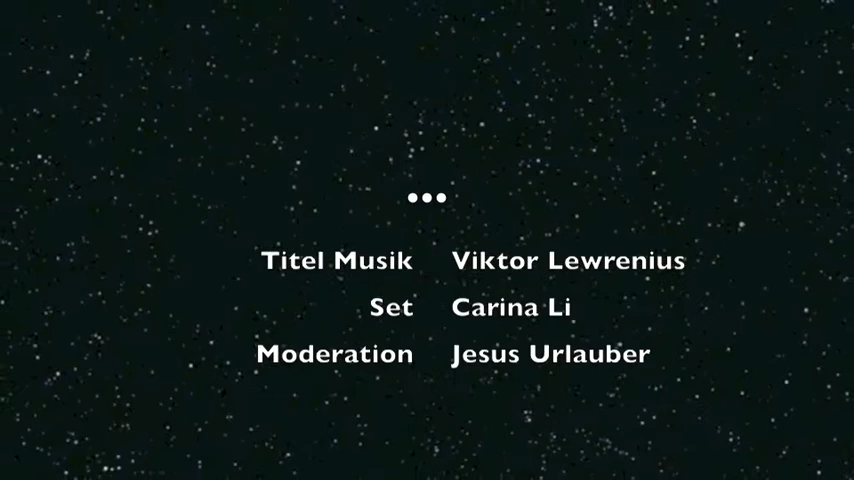 •••
Titel Musik Viktor Lewrenius
Set Carina Li
Moderation Jesus Urlauber